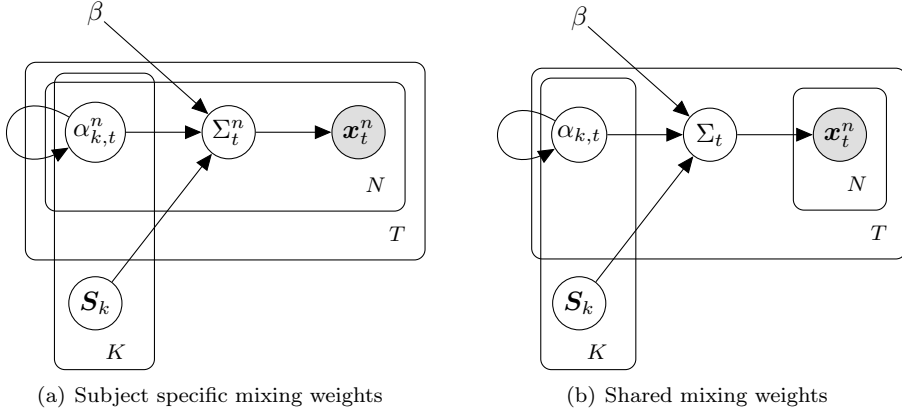 β
α^n_{k,t} Σ^n_t x^n_t
N
T
S_k
K
(a) Subject specific mixing weights
β
α_{k,t} Σ_t x^n_t
N
T
S_k
K
(b) Shared mixing weights